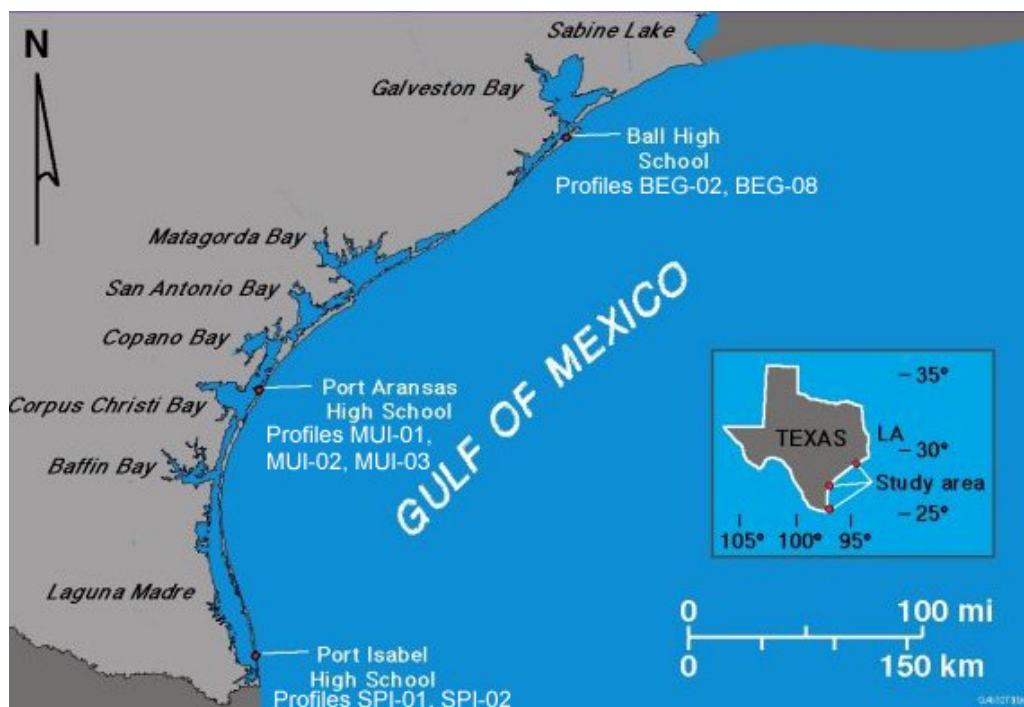 N
Sabine Lake
Galveston Bay
Ball High
School
Profiles BEG-02, BEG-08
Matagorda Bay
San Antonio Bay
Copano Bay
Port Aransas
High School
Profiles MUI-01,
MUI-02, MUI-03
Corpus Christi Bay
Baffin Bay
GULF OF MEXICO
Laguna Madre
Port Isabel
High School
Profiles SPI-01, SPI-02
35°
TEXAS
LA
30°
Study area
25°
105° 100° 95°
0 100 mi
0 150 km